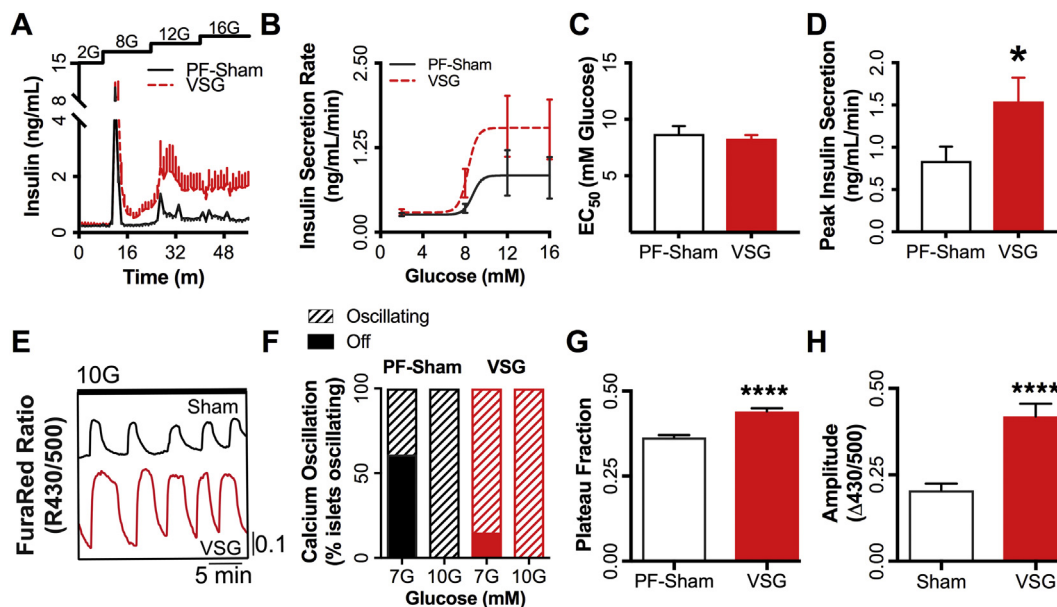 A
2G
8G
12G
16G
Insulin (ng/mL)
15
8
4
2
0
PF-Sham
VSG
0
16
32
48
Time (m)
B
Insulin Secretion Rate
(ng/mL/min)
2.50
1.25
0.00
PF-Sham
VSG
0
4
8
12
16
Glucose (mM)
C
EC50 (mM Glucose)
15
10
5
PF-Sham
VSG
D
Peak Insulin Secretion
(ng/mL/min)
2.0
1.5
1.0
0.5
0.0
*
PF-Sham
VSG
E
FuraRed Ratio
(R430/500)
10G
Sham
VSG
0.1
5 min
F
Oscillating
Off
PF-Sham
VSG
Calcium Oscillation
(% islets oscillating)
100
50
0
7G
10G
7G
10G
Glucose (mM)
G
Plateau Fraction
0.50
0.25
0.00
****
PF-Sham
VSG
H
Amplitude
(Δ430/500)
0.50
0.25
0.00
****
Sham
VSG